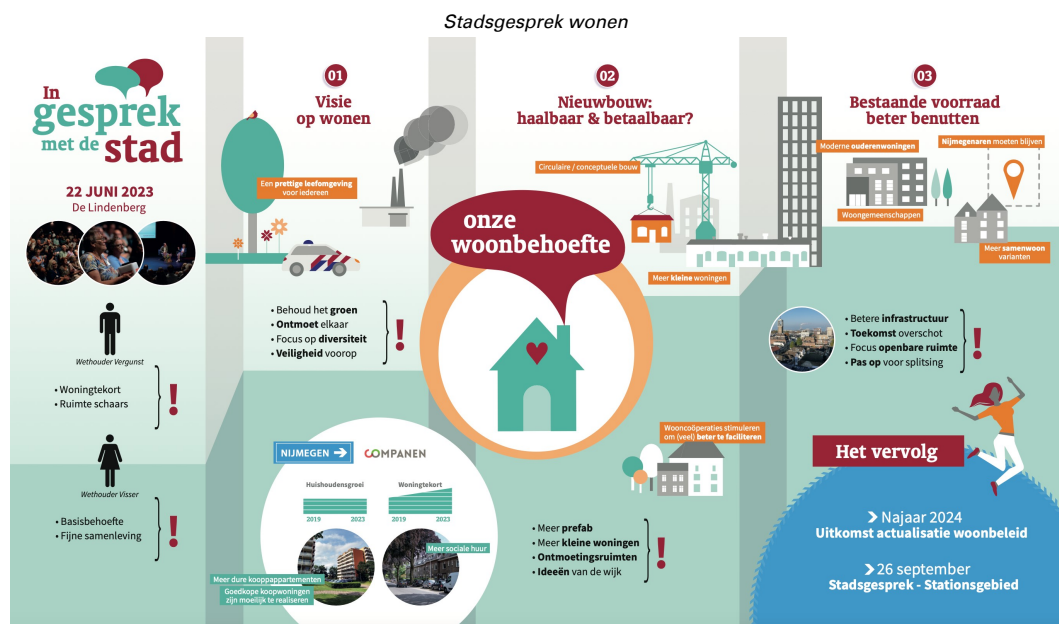 Stadsgesprek wonen
In
gesprek
met de stad
22 JUNI 2023
De Lindenberg
Wethouder Vergunst
• Woningtekort
• Ruimte schaars
!
Wethouder Visser
• Basisbehoefte
• Fijne samenleving
!
01
Visie
op wonen
Een prettige leefomgeving
voor iedereen
• Behoud het groen
• Ontmoet elkaar
• Focus op diversiteit
• Veiligheid voorop
!
NIJMEGEN
COMPANEN
Huishoudensgroei
2019 2023
Woningtekort
2019 2023
Meer sociale huur
Meer dure kooppappartementen
Goedkope koopwoningen
zijn moeilijk te realiseren
onze
woonbehoefte
02
Nieuwbouw:
haalbaar & betaalbaar?
Circulaire / conceptuele bouw
Meer kleine woningen
Wooncoöperaties stimuleren
om (veel) beter te faciliteren
• Meer prefab
• Meer kleine woningen
• Ontmoetingsruimten
• Ideeën van de wijk
!
03
Bestaande voorraad
beter benutten
Moderne ouderenwoningen
Nijmegenaren moeten blijven
Woongemeenschappen
Meer samenwoon
varianten
• Betere infrastructuur
• Toekomst overschot
• Focus openbare ruimte
• Pas op voor splitsing
!
Het vervolg
Najaar 2024
Uitkomst actualisatie woonbeleid
26 september
Stadsgesprek - Stationsgebied